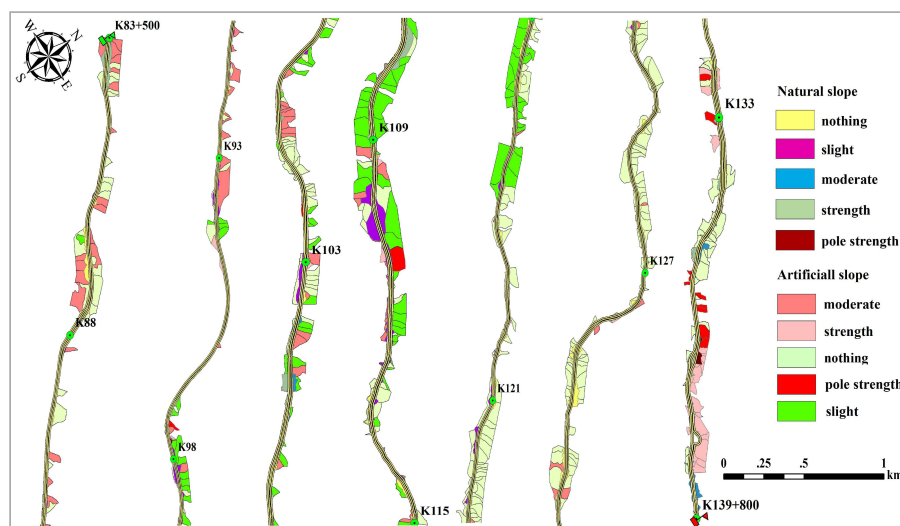 K83+500
W
N
S
E
K88
K93
K98
K103
K109
K115
K121
K127
K133
K139+800
Natural slope
nothing
slight
moderate
strength
pole strength
Artificiall slope
moderate
strength
nothing
pole strength
slight
0 .25 .5 1
km